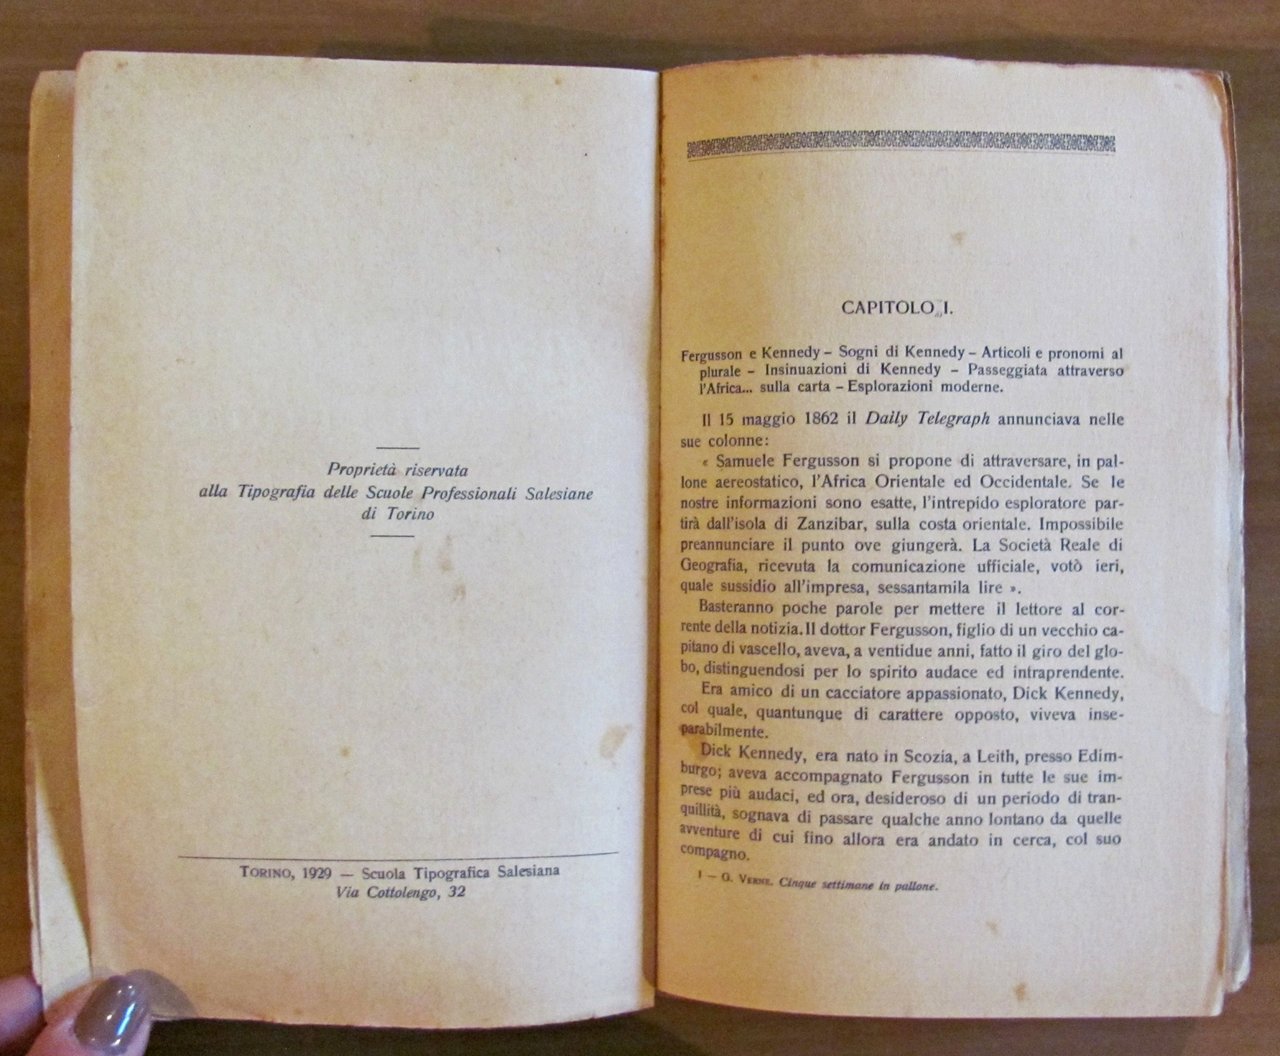 Proprietà riservata
alla Tipografia delle Scuole Professionali Salesiane
di Torino
TORINO, 1929 — Scuola Tipografica Salesiana
Via Cottolengo, 32
CAPITOLO I.
Fergusson e Kennedy – Sogni di Kennedy – Articoli e pronomi al
plurale – Insinuazioni di Kennedy – Passeggiata attraverso
l'Africa... sulla carta – Esplorazioni moderne.
Il 15 maggio 1862 il Daily Telegraph annunciava nelle
sue colonne:
« Samuele Fergusson si propone di attraversare, in pal-
lone aereostatico, l'Africa Orientale ed Occidentale. Se le
nostre informazioni sono esatte, l'intrepido esploratore par-
tirà dall'isola di Zanzibar, sulla costa orientale. Impossibile
preannunciare il punto ove giungerà. La Società Reale di
Geografia, ricevuta la comunicazione ufficiale, votò ieri,
quale sussidio all'impresa, sessantamila lire ».
Basteranno poche parole per mettere il lettore al cor-
rente della notizia. Il dottor Fergusson, figlio di un vecchio ca-
pitano di vascello, aveva, a ventidue anni, fatto il giro del glo-
bo, distinguendosi per lo spirito audace ed intraprendente.
Era amico di un cacciatore appassionato, Dick Kennedy,
col quale, quantunque di carattere opposto, viveva inse-
parabilmente.
Dick Kennedy, era nato in Scozia, a Leith, presso Edim-
burgo; aveva accompagnato Fergusson in tutte le sue im-
prese più audaci, ed ora, desideroso di un periodo di tran-
quillità, sognava di passare qualche anno lontano da quelle
avventure di cui fino allora era andato in cerca, col suo
compagno.
1 — G. VERNE. Cinque settimane in pallone.